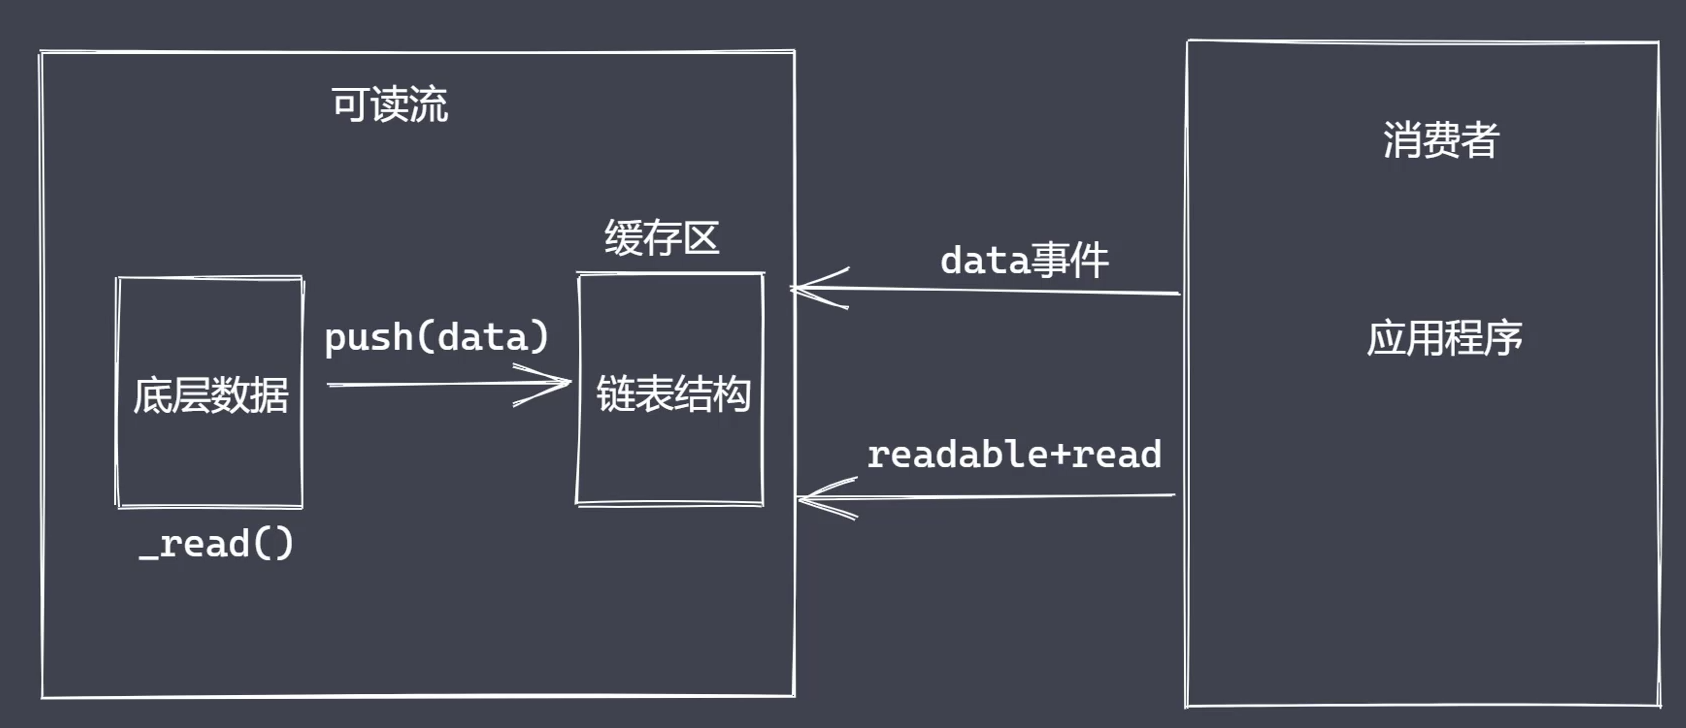 可读流
缓存区
底层数据
push(data)
链表结构
_read()
data事件
readable+read
消费者
应用程序